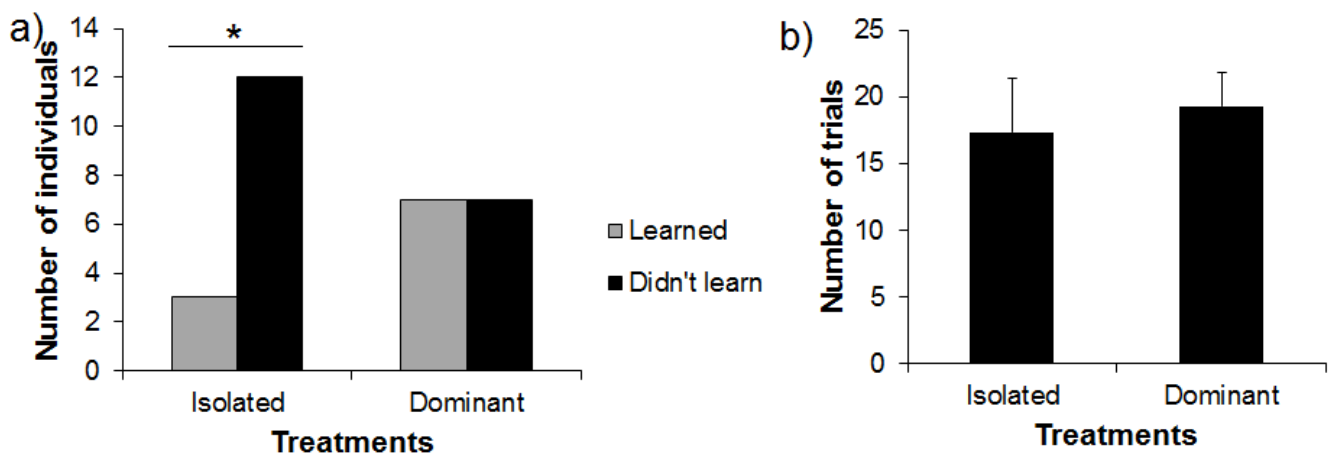 a)
*
Number of individuals
14
12
10
8
6
4
2
0
Isolated Dominant
Treatments
Learned
Didn't learn
b)
Number of trials
25
20
15
10
5
0
Isolated Dominant
Treatments